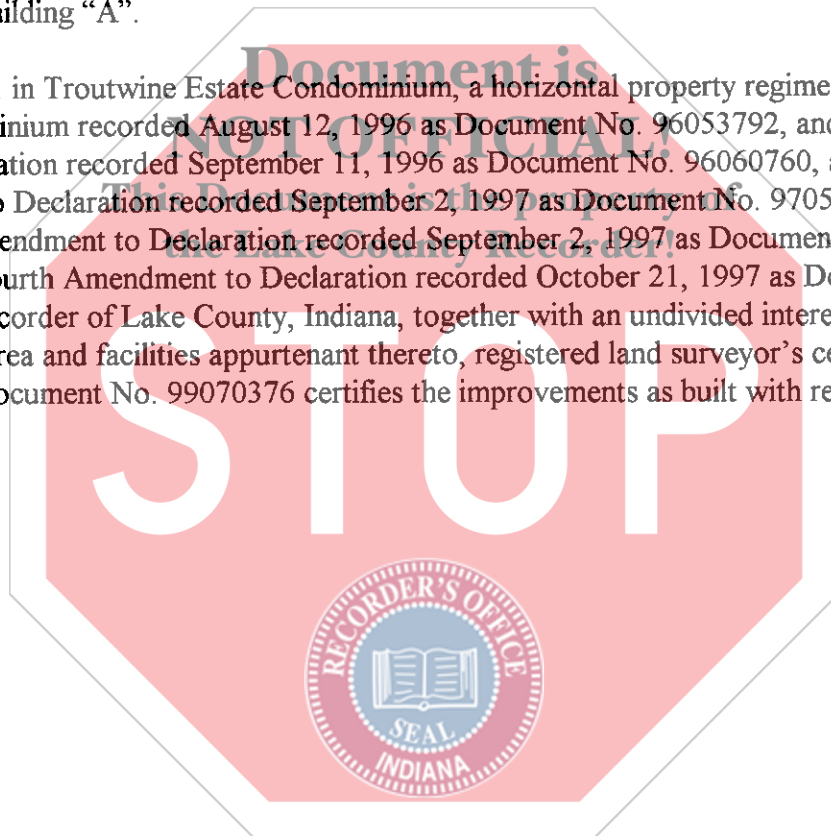 ilding “A”.
Document is
in Troutwine Estate Condominium, a horizontal property regime
inium recorded August 12, 1996 as Document No. 96053792, and
NOT OFFICIAL!
ation recorded September 11, 1996 as Document No. 96060760,
This Document is the property of
Declaration recorded September 2, 1997 as Document No. 9705
the Lake County Recorder!
endment to Declaration recorded September 2, 1997 as Documen
urth Amendment to Declaration recorded October 21, 1997 as D
corder of Lake County, Indiana, together with an undivided intere
rea and facilities appurtenant thereto, registered land surveyor’s ce
ocument No. 99070376 certifies the improvements as built with re
STOP
RECORDER'S OFFICE
SEAL
INDIANA